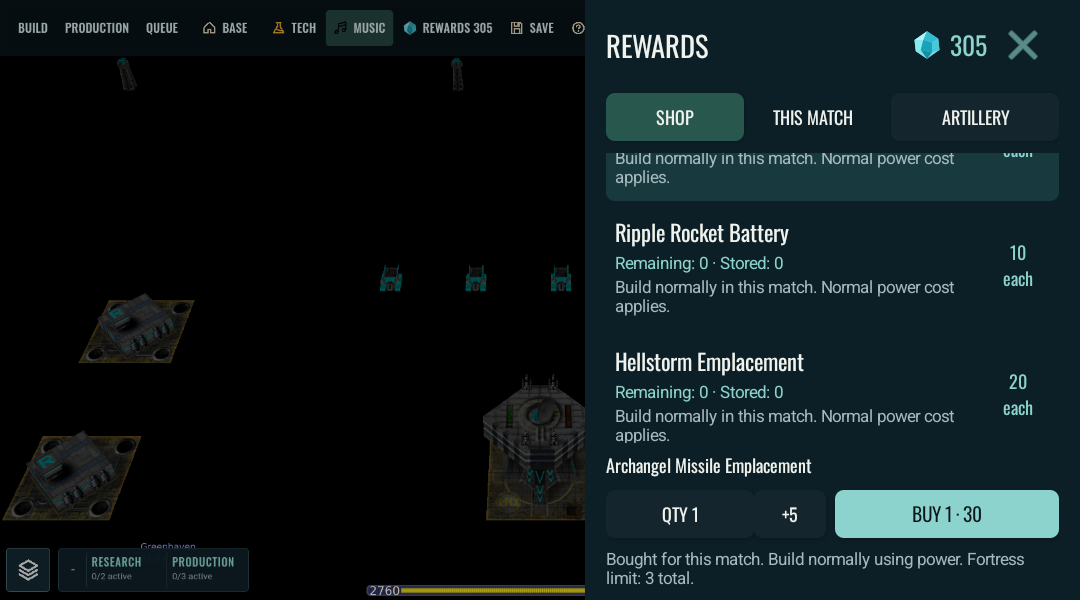 BUILD PRODUCTION QUEUE BASE TECH MUSIC REWARDS 305 SAVE
REWARDS 305
SHOP THIS MATCH ARTILLERY
each
Build normally in this match. Normal power cost
applies.
Ripple Rocket Battery
Remaining: 0 · Stored: 0
10
each
Build normally in this match. Normal power cost
applies.
Hellstorm Emplacement
Remaining: 0 · Stored: 0
20
each
Build normally in this match. Normal power cost
applies.
Archangel Missile Emplacement
QTY 1 +5 BUY 1 · 30
Bought for this match. Build normally using power. Fortress
limit: 3 total.
Greenhaven
- RESEARCH PRODUCTION
0/2 active 0/3 active
2760